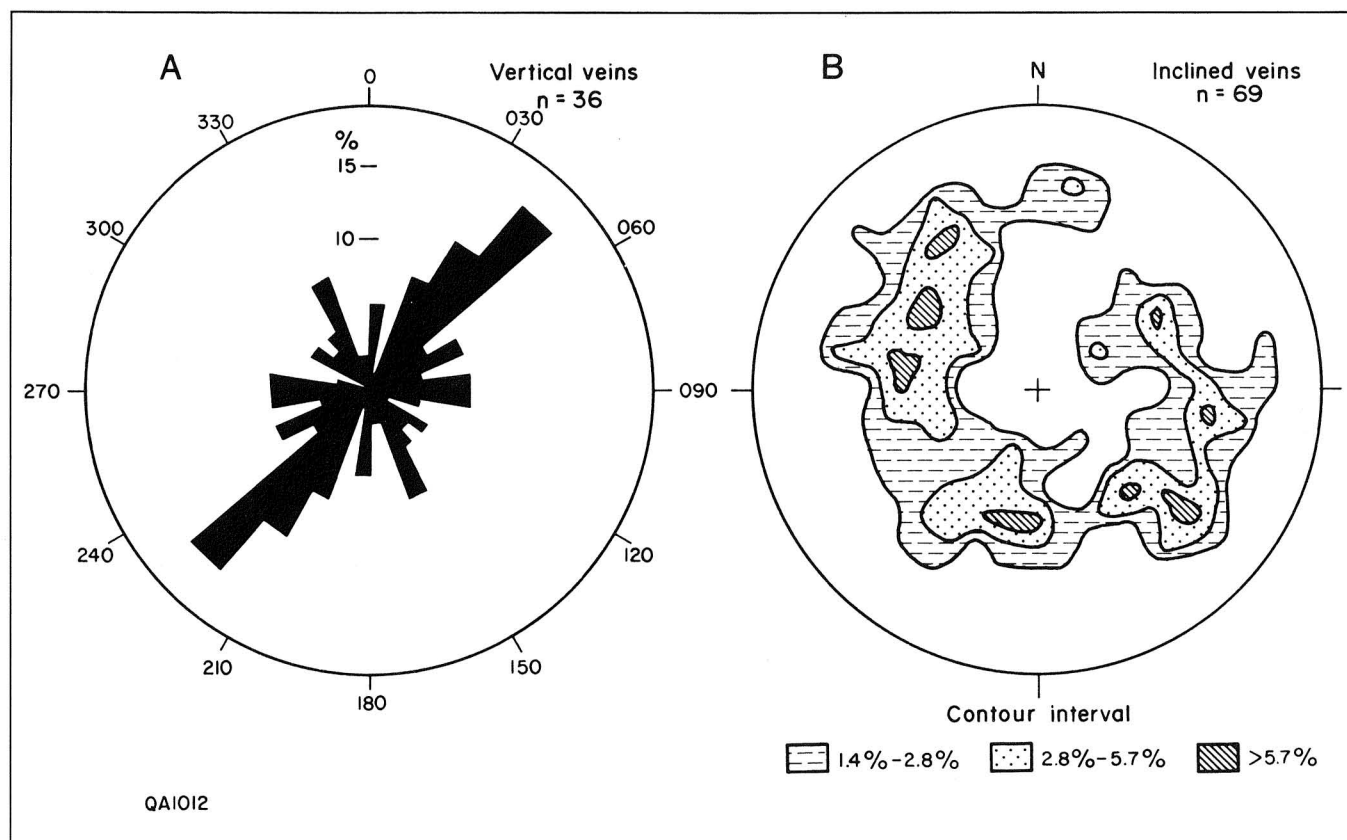 A
Vertical veins
n = 36
0
030
060
090
120
150
180
210
240
270
300
330
%
15
10
B
Inclined veins
n = 69
N
Contour interval
1.4%-2.8%
2.8%-5.7%
>5.7%
QA1012